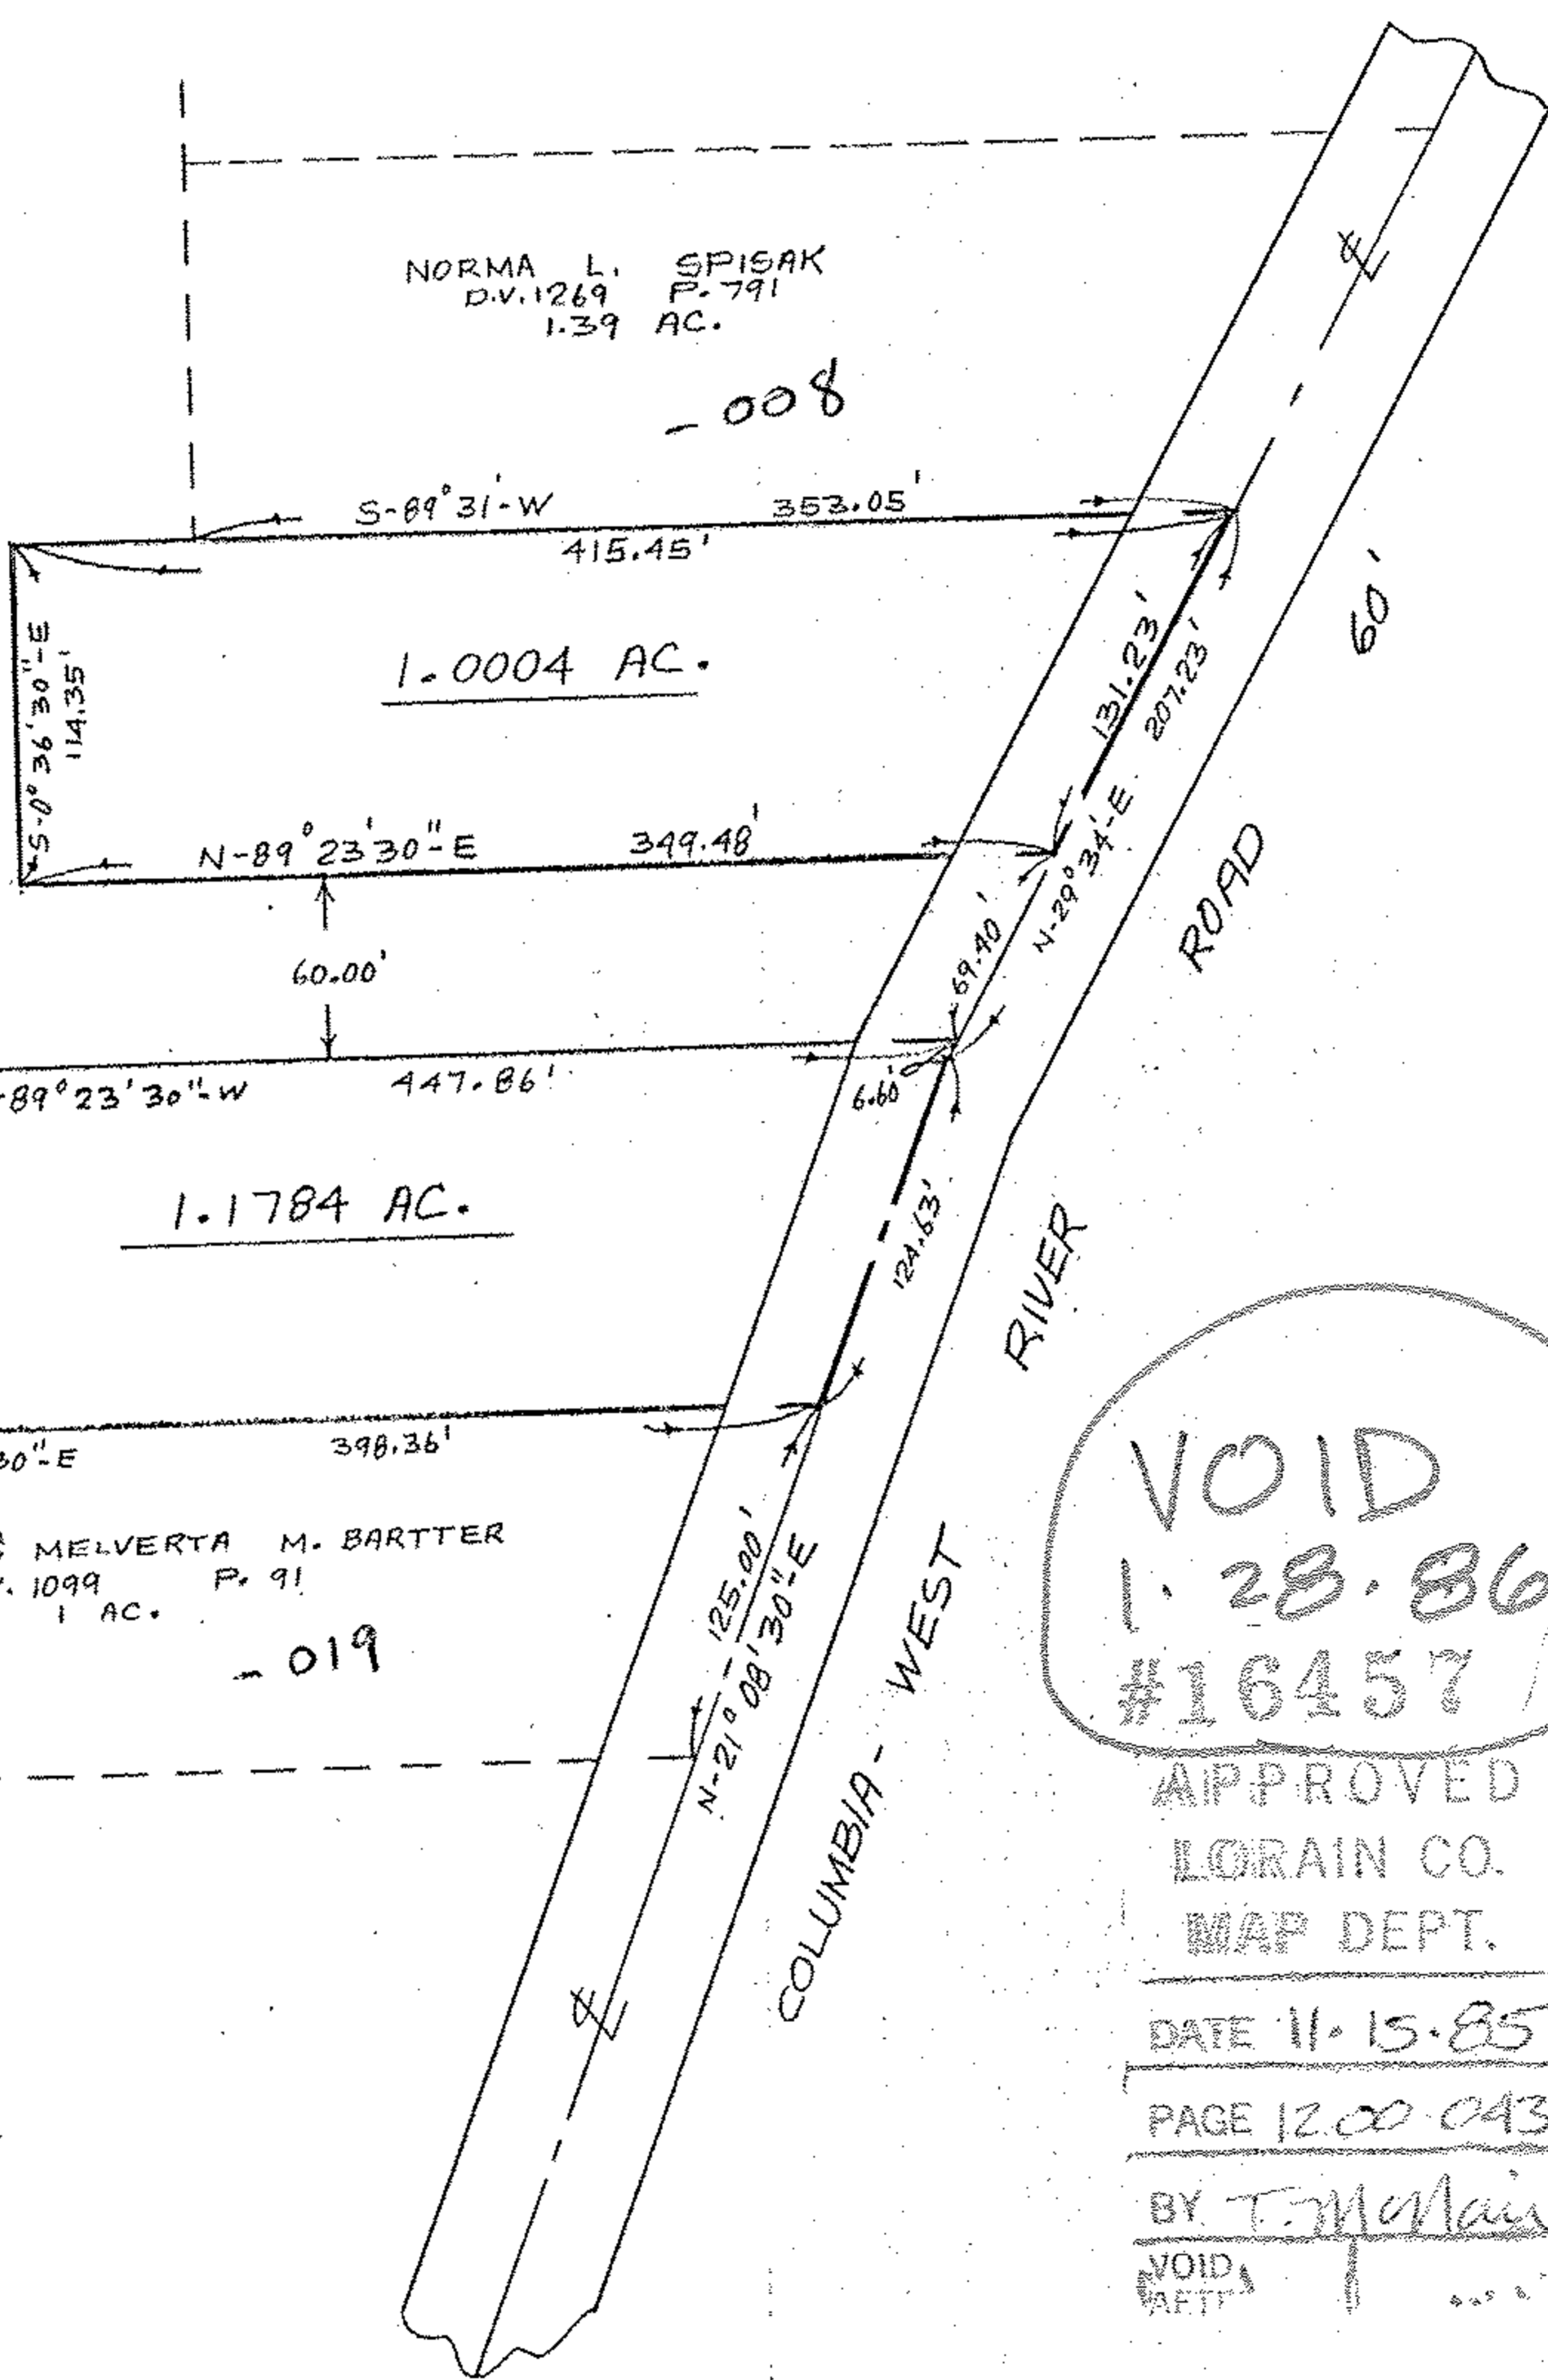 NORMA L. SPISAK
D.V. 1269 P. 791
1.39 AC.
- 008
S-89° 31'-W 353.05'
415.45'
S-0° 36' 30"-E
114.35'
1.0004 AC.
131.23'
207.23'
60'
N-89° 23' 30"-E 349.48'
N-29° 34'-E
69.40'
60.00'
ROAD
-89° 23' 30"-W 447.86'
6.60'
1.1784 AC.
124.63'
RIVER
30"-E 398.36'
MELVERTA M. BARTTER
. 1099 P. 91
1 AC.
- 019
125.00'
N-21° 08' 30"-E
WEST
COLUMBIA -
VOID
1. 28. 86
#16457
APPROVED
LORAIN CO.
MAP DEPT.
DATE 11. 15. 85
PAGE 12 00 043
BY T. McNair
VOID
AFT